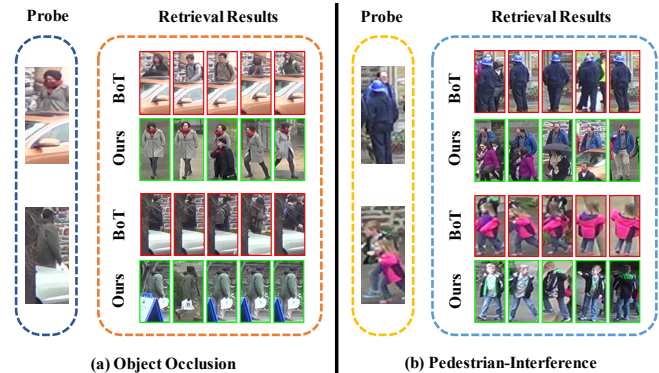 Probe
Retrieval Results
BoT
Ours
BoT
Ours
(a) Object Occlusion
Probe
Retrieval Results
BoT
Ours
BoT
Ours
(b) Pedestrian-Interference